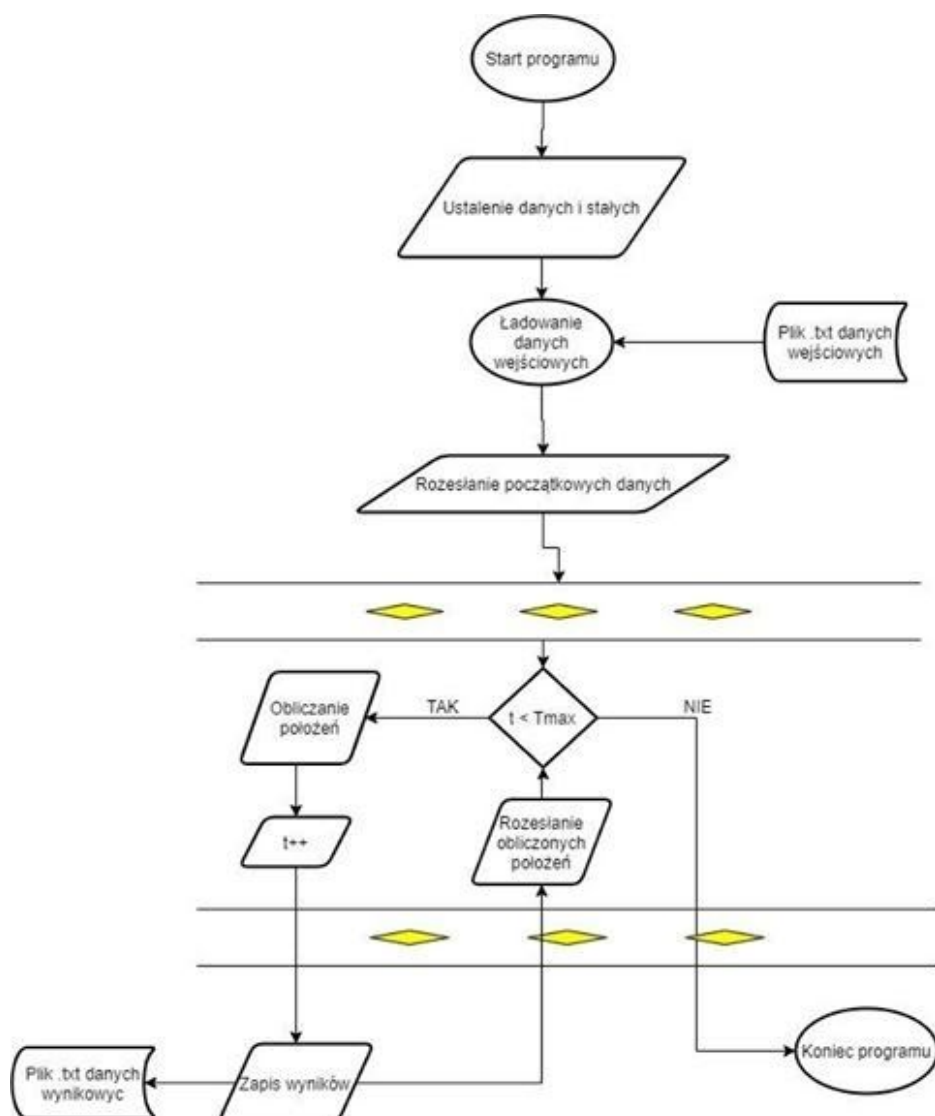 Start programu
Ustalenie danych i stałych
Ładowanie
danych
wejściowych
Plik .txt danych
wejściowych
Rozesłanie początkowych danych
t < Tmax
TAK
NIE
Obliczanie
położeń
t++
Rozesłanie
obliczonych
położeń
Zapis wyników
Plik .txt danych
wynikowyc
Koniec programu